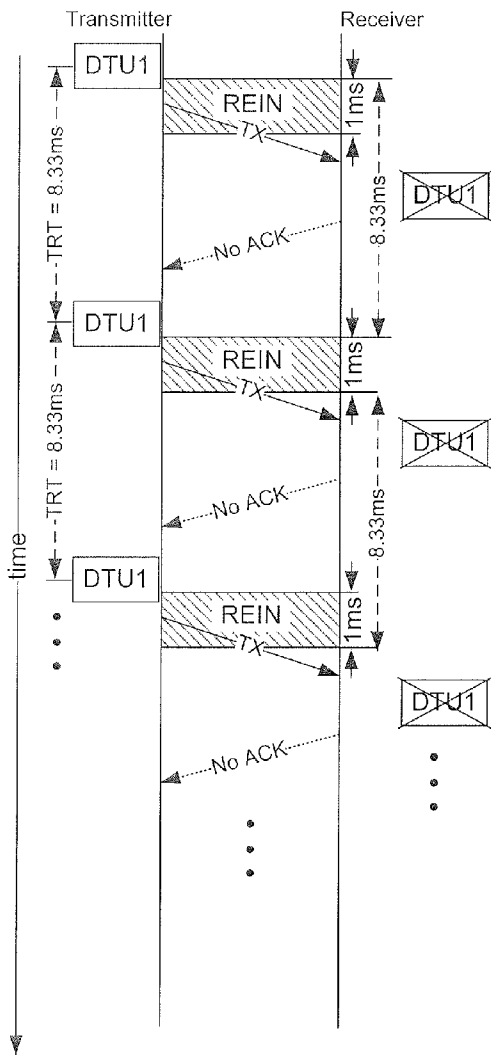 Transmitter
Receiver
DTU1
REIN
TX
1ms
TRT = 8.33ms
8.33ms
DTU1
No ACK
DTU1
REIN
TX
1ms
TRT = 8.33ms
8.33ms
DTU1
No ACK
time
DTU1
REIN
TX
1ms
DTU1
No ACK